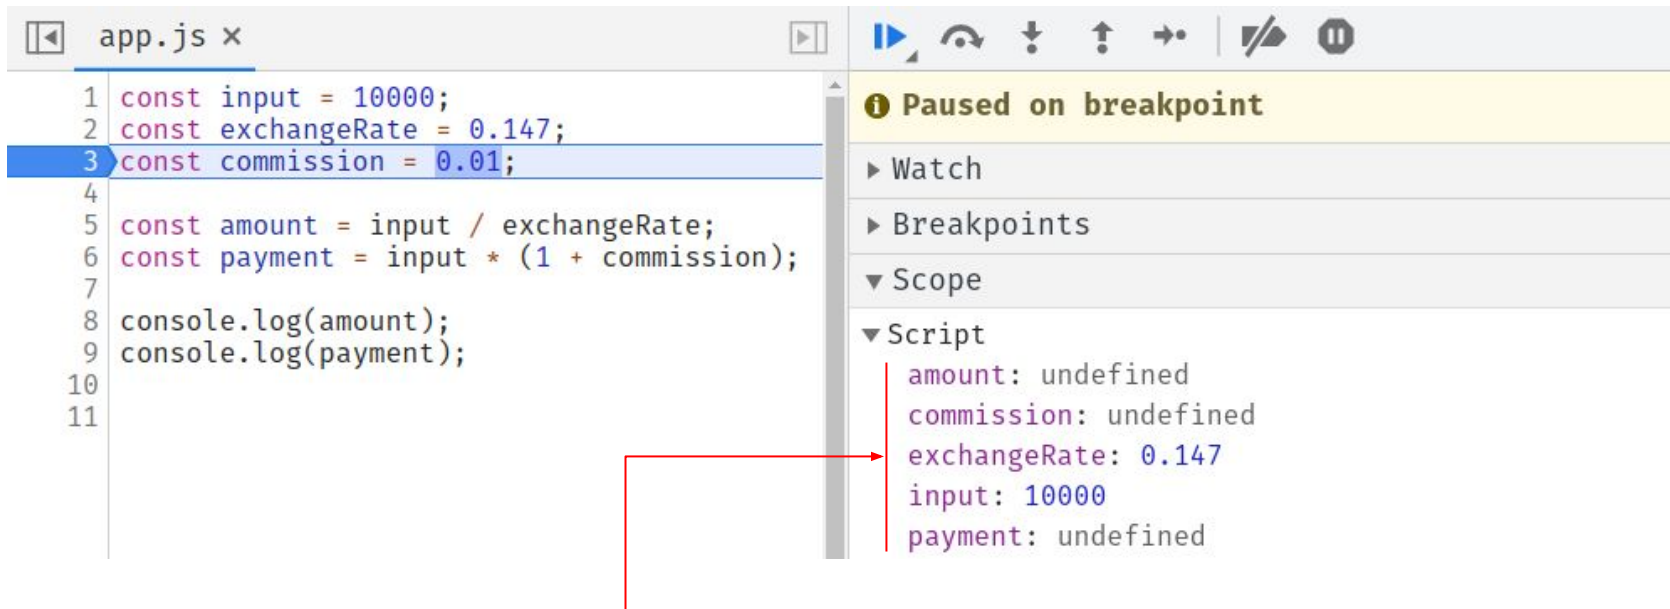 app.js ×
1 const input = 10000;
2 const exchangeRate = 0.147;
3 const commission = 0.01;
4
5 const amount = input / exchangeRate;
6 const payment = input * (1 + commission);
7
8 console.log(amount);
9 console.log(payment);
10
11
Paused on breakpoint
Watch
Breakpoints
Scope
Script
amount: undefined
commission: undefined
exchangeRate: 0.147
input: 10000
payment: undefined